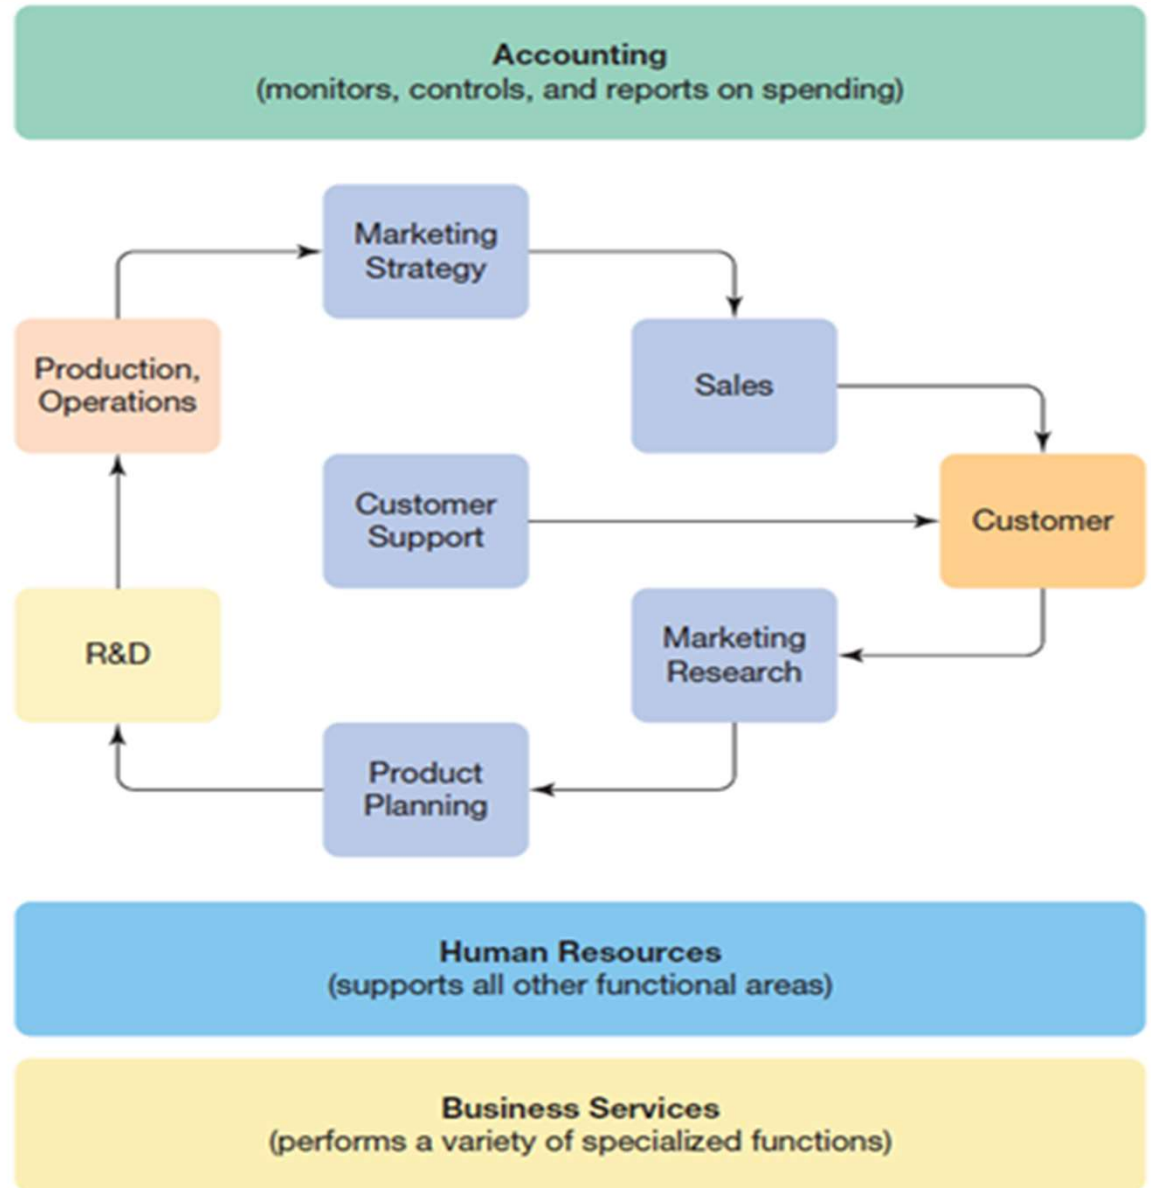 Accounting
(monitors, controls, and reports on spending)
Marketing
Strategy
Production,
Operations
Sales
Customer
Support
Customer
R&D
Marketing
Research
Product
Planning
Human Resources
(supports all other functional areas)
Business Services
(performs a variety of specialized functions)